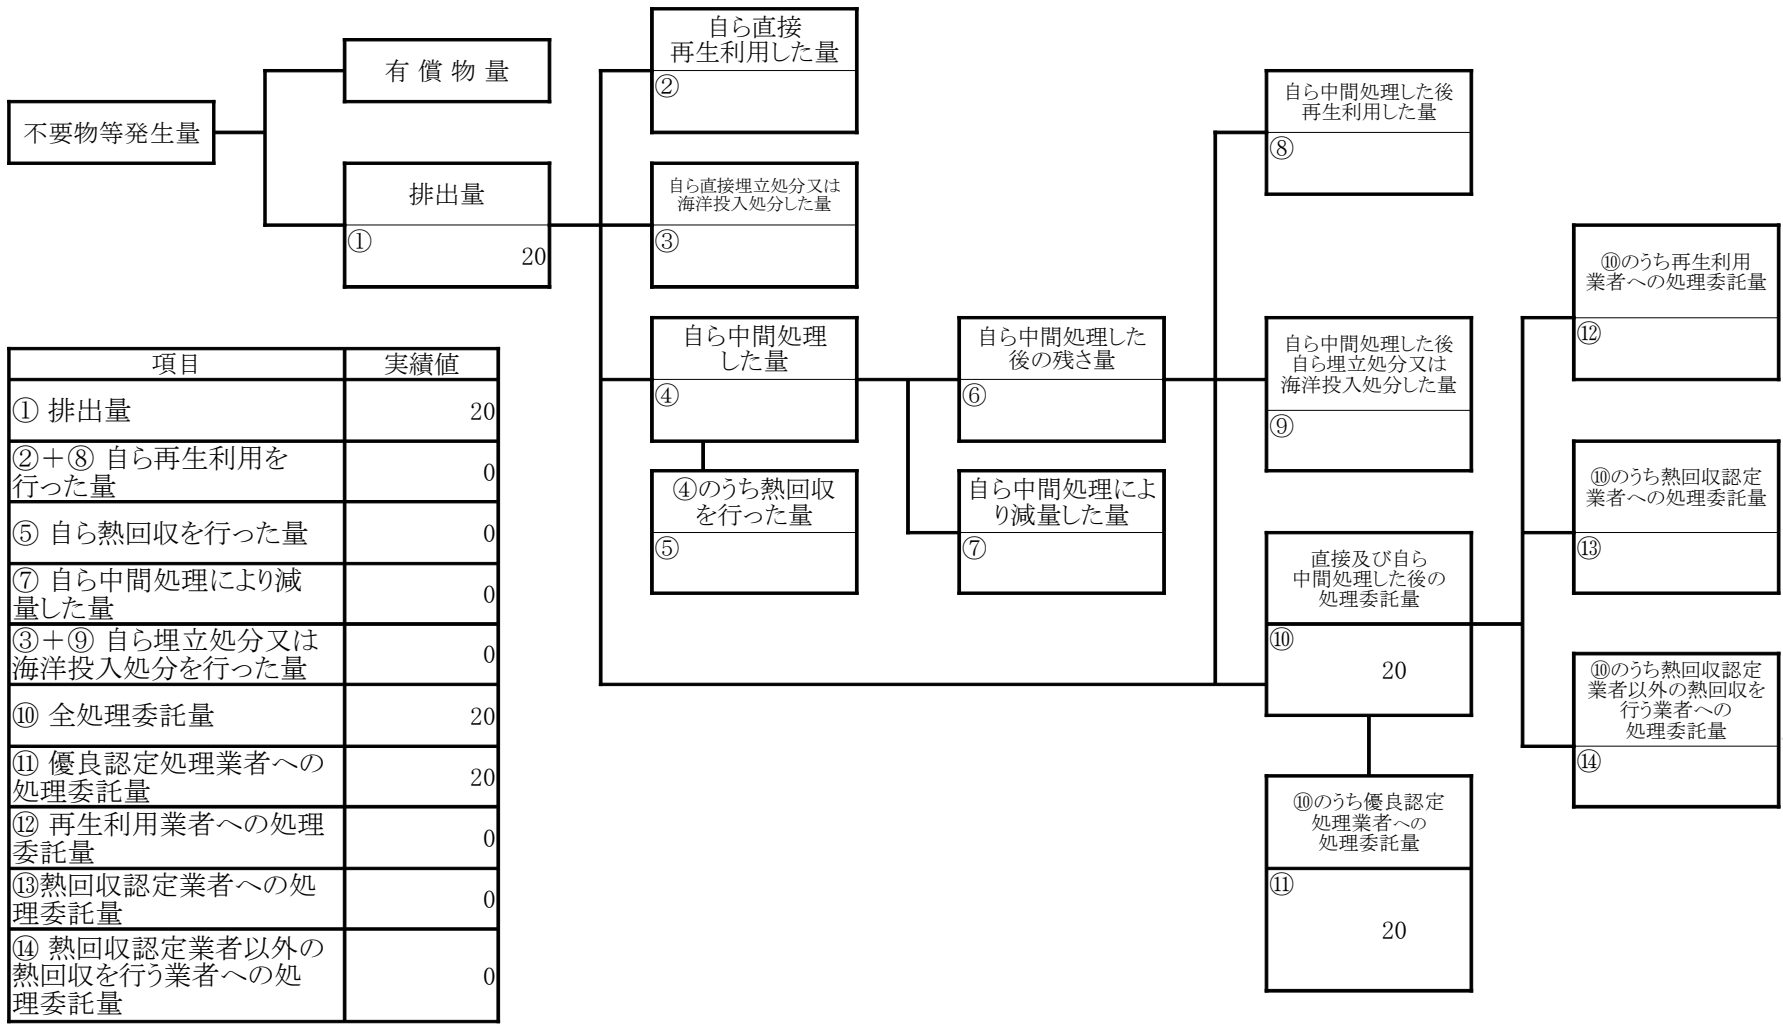 不要物等発生量
有 償 物 量
排出量
①
20
自ら直接
再生利用した量
②
自ら直接埋立処分又は
海洋投入処分した量
③
自ら中間処理
した量
④
④のうち熱回収
を行った量
⑤
自ら中間処理した
後の残さ量
⑥
自ら中間処理によ
り減量した量
⑦
自ら中間処理した後
再生利用した量
⑧
自ら中間処理した後
自ら埋立処分又は
海洋投入処分した量
⑨
直接及び自ら
中間処理した後の
処理委託量
⑩
20
⑩のうち優良認定
処理業者への
処理委託量
⑪
20
⑩のうち再生利用
業者への処理委託量
⑫
⑩のうち熱回収認定
業者への処理委託量
⑬
⑩のうち熱回収認定
業者以外の熱回収を
行う業者への
処理委託量
⑭
項目 実績値
① 排出量 20
②＋⑧ 自ら再生利用を
行った量 0
⑤ 自ら熱回収を行った量 0
⑦ 自ら中間処理により減
量した量 0
③＋⑨ 自ら埋立処分又は
海洋投入処分を行った量 0
⑩ 全処理委託量 20
⑪ 優良認定処理業者への
処理委託量 20
⑫ 再生利用業者への処理
委託量 0
⑬熱回収認定業者への処
理委託量 0
⑭ 熱回収認定業者以外の
熱回収を行う業者への処
理委託量 0